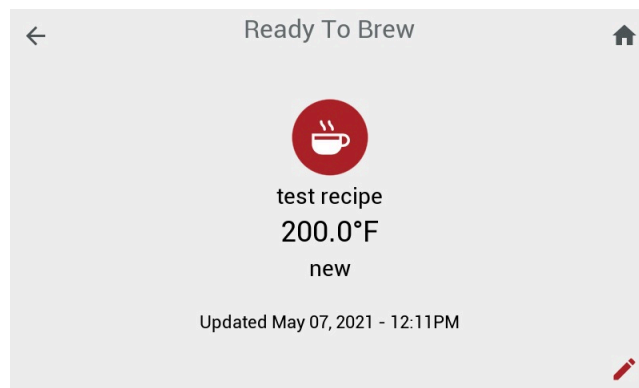 Ready To Brew
test recipe
200.0°F
new
Updated May 07, 2021 - 12:11PM